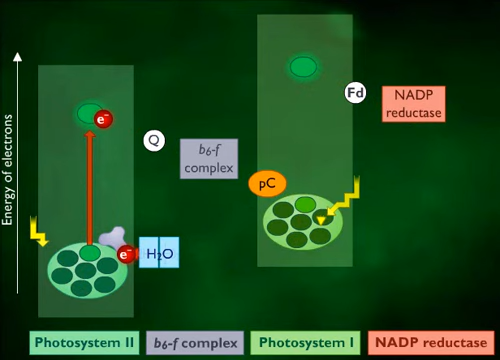 Energy of electrons
e⁻
Q
b₆-f
complex
Fd
NADP
reductase
pC
e⁻
H₂O
Photosystem II
b₆-f complex
Photosystem I
NADP reductase